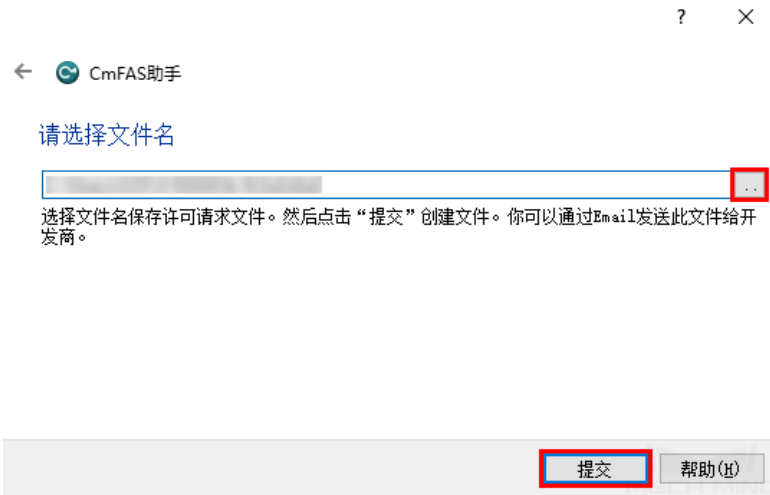 ?
CmFAS助手
请选择文件名
..
选择文件名保存许可请求文件。然后点击“提交”创建文件。你可以通过Email发送此文件给开
发商。
提交
帮助(H)